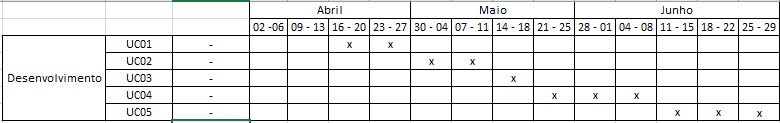 Abril Maio Junho
02 -06 09 - 13 16 - 20 23 - 27 30 - 04 07 - 11 14 - 18 21 - 25 28 - 01 04 - 08 11 - 15 18 - 22 25 - 29
UC01 - x x
UC02 - x x
Desenvolvimento UC03 - x
UC04 - x x x
UC05 - x x x